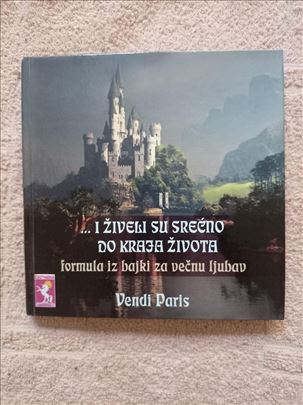 ... I ŽIVELI SU SREĆNO
DO KRAJA ŽIVOTA
formula iz bajki za večnu ljubav
Vendi Paris